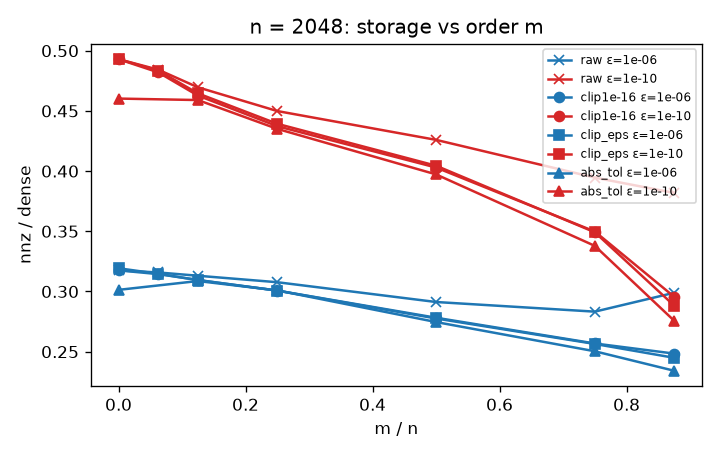 n = 2048: storage vs order m
nnz / dense
0.50
0.45
0.40
0.35
0.30
0.25
raw ε=1e-06
raw ε=1e-10
clip1e-16 ε=1e-06
clip1e-16 ε=1e-10
clip_eps ε=1e-06
clip_eps ε=1e-10
abs_tol ε=1e-06
abs_tol ε=1e-10
0.0 0.2 0.4 0.6 0.8
m / n